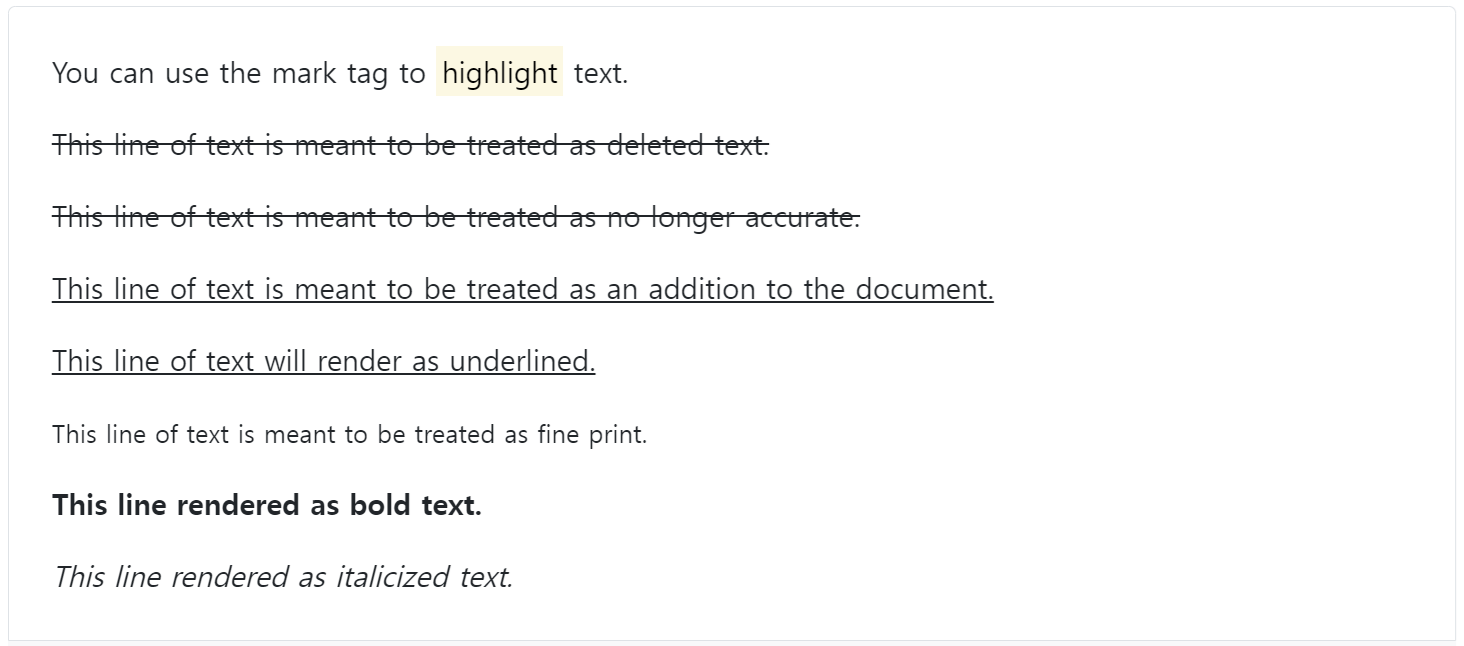 You can use the mark tag to highlight text.
This line of text is meant to be treated as deleted text.
This line of text is meant to be treated as no longer accurate.
This line of text is meant to be treated as an addition to the document.
This line of text will render as underlined.
This line of text is meant to be treated as fine print.
This line rendered as bold text.
This line rendered as italicized text.